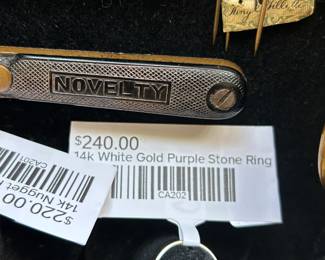 NOVELTY
$240.00
14k White Gold Purple Stone Ring
CA202
$220.00
14k Nugget
CA201